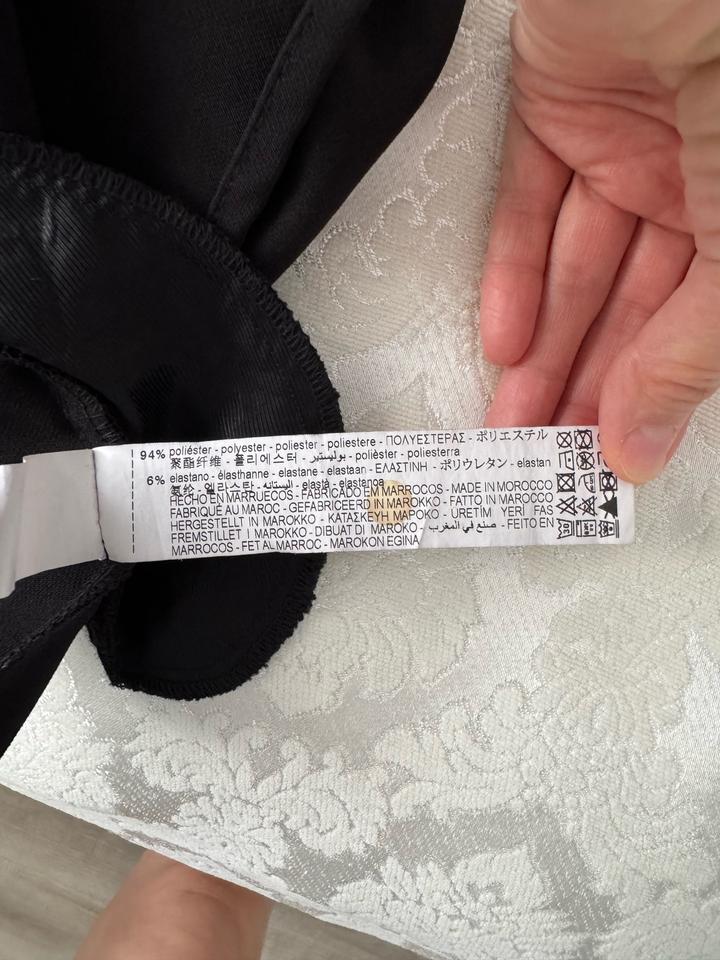 94% poliéster - polyester - poliester - poliestere - ΠΟΛΥΕΣΤΕΡΑΣ - ポリエステル
聚酯纤维 - 폴리에스터 - بوليستير - polièster - poliesterra
6% elastano - élasthanne - elastane - elastaan - ΕΛΑΣΤΙΝΗ - ポリウレタン - elastan
氨纶 - 엘라스탄 - الستانه - elastà - elastanoa
HECHO EN MARRUECOS - FABRICADO EM MARROCOS - MADE IN MOROCCO
FABRIQUÉ AU MAROC - GEFABRICEERD IN MAROKKO - FATTO IN MAROCCO
HERGESTELLT IN MAROKKO - ΚΑΤΑΣΚΕΥΗ ΜΑΡΟΚΟ - ÜRETİM YERİ FAS
FREMSTILLET I MAROKKO - DIBUAT DI MAROKO - صنع في المغرب - FEITO EN
MARROCOS - FET AL MARROC - MAROKON EGINA